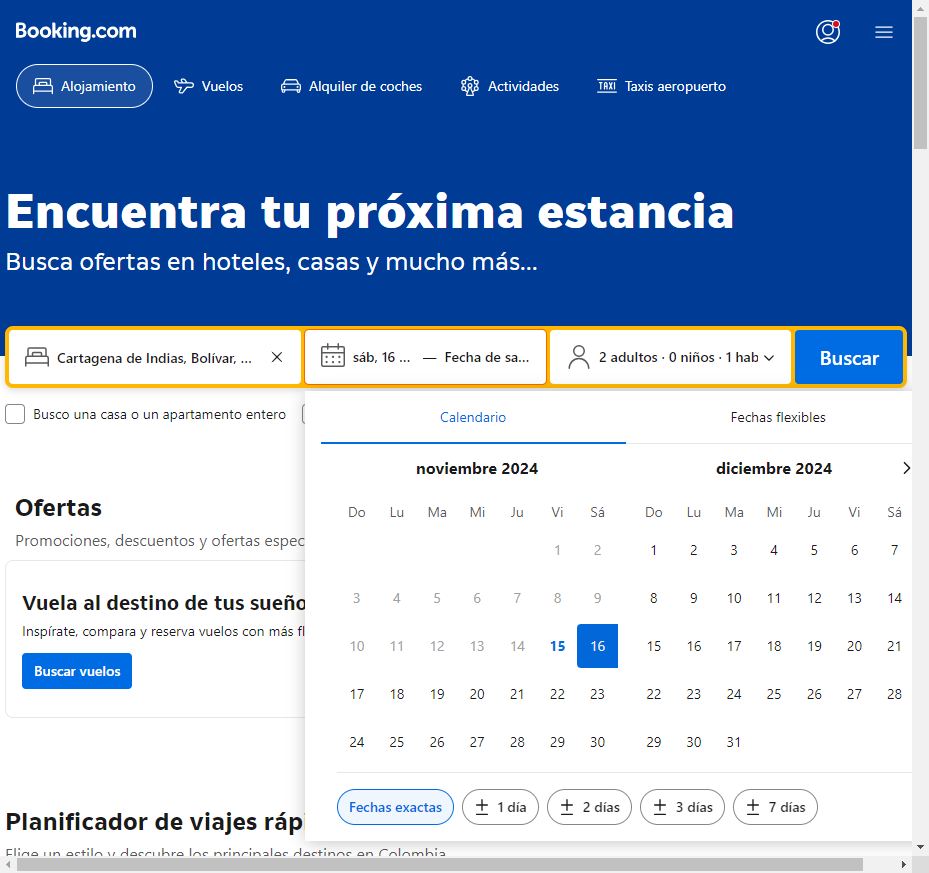 Booking.com
Alojamiento
Vuelos
Alquiler de coches
Actividades
TAXI
Taxis aeropuerto
Encuentra tu próxima estancia
Busca ofertas en hoteles, casas y mucho más...
Cartagena de Indias, Bolívar, ...
sáb, 16 ... — Fecha de sa...
2 adultos · 0 niños · 1 hab
Buscar
Busco una casa o un apartamento entero
Calendario
Fechas flexibles
noviembre 2024
Do Lu Ma Mi Ju Vi Sá
1 2
3 4 5 6 7 8 9
10 11 12 13 14 15 16
17 18 19 20 21 22 23
24 25 26 27 28 29 30
diciembre 2024
Do Lu Ma Mi Ju Vi Sá
1 2 3 4 5 6 7
8 9 10 11 12 13 14
15 16 17 18 19 20 21
22 23 24 25 26 27 28
29 30 31
Fechas exactas
± 1 día
± 2 días
± 3 días
± 7 días
Ofertas
Promociones, descuentos y ofertas espec
Vuela al destino de tus sueño
Inspírate, compara y reserva vuelos con más fl
Buscar vuelos
Planificador de viajes rápi
Elige un estilo y descubre los principales destinos en Colombia